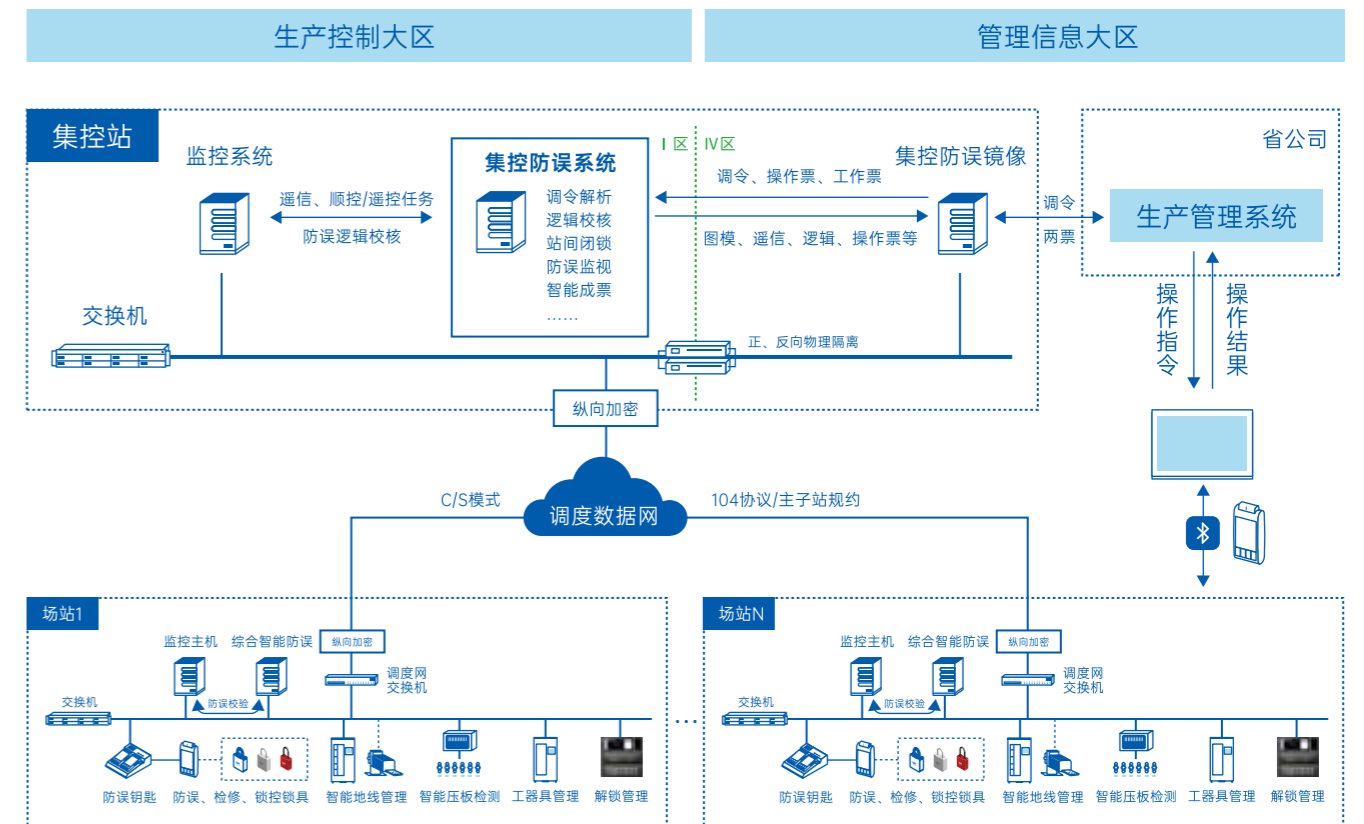 生产控制大区
管理信息大区
集控站
监控系统
遥信、顺控/遥控任务
防误逻辑校核
集控防误系统
调令解析
逻辑校核
站间闭锁
防误监视
智能成票
……
I 区
IV区
调令、操作票、工作票
图模、遥信、逻辑、操作票等
集控防误镜像
调令
两票
省公司
生产管理系统
交换机
正、反向物理隔离
操作指令
操作结果
纵向加密
C/S模式
调度数据网
104协议/主子站规约
场站1
监控主机
综合智能防误
纵向加密
调度网
交换机
交换机
防误校验
防误钥匙
防误、检修、锁控锁具
智能地线管理
智能压板检测
工器具管理
解锁管理
...
场站N
监控主机
综合智能防误
纵向加密
调度网
交换机
交换机
防误校验
防误钥匙
防误、检修、锁控锁具
智能地线管理
智能压板检测
工器具管理
解锁管理